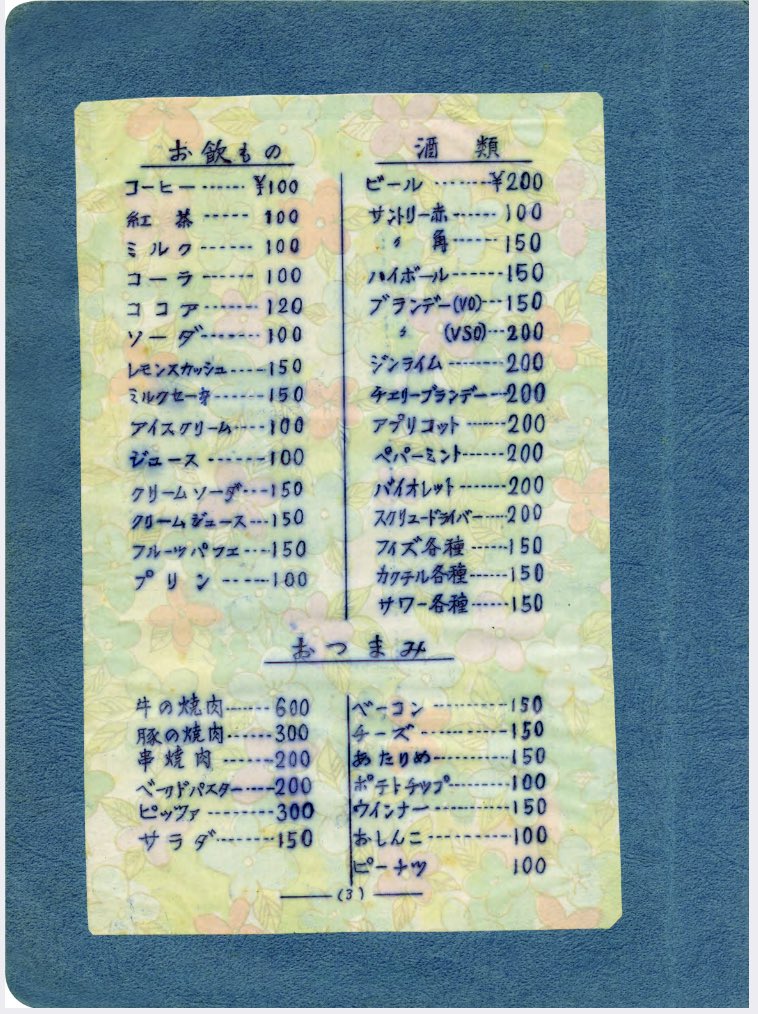 お飲もの
コーヒー……¥100
紅茶……100
ミルク……100
コーラ……100
ココア……120
ソーダ……100
レモンスカッシュ……150
ミルクセーキ……150
アイスクリーム……100
ジュース……100
クリームソーダ……150
クリームジュース……150
フルーツパフエ……150
プリン……100
酒類
ビール……¥200
サントリー赤……100
〃 角……150
ハイボール……150
ブランデー(VO)……150
〃 (VSO)……200
ジンライム……200
チェリーブランデー……200
アプリコット……200
ペパーミント……200
バイオレット……200
スクリュードライバー……200
フイズ各種……150
カクテル各種……150
サワー各種……150
おつまみ
牛の焼肉……600
豚の焼肉……300
串焼肉……200
200
ピッツァ……300
サラダ……150
ベーコン……150
チーズ……150
あたりめ……150
ポテトチップ……100
ウインナー……150
おしんこ……100
ピーナツ 100
(3)